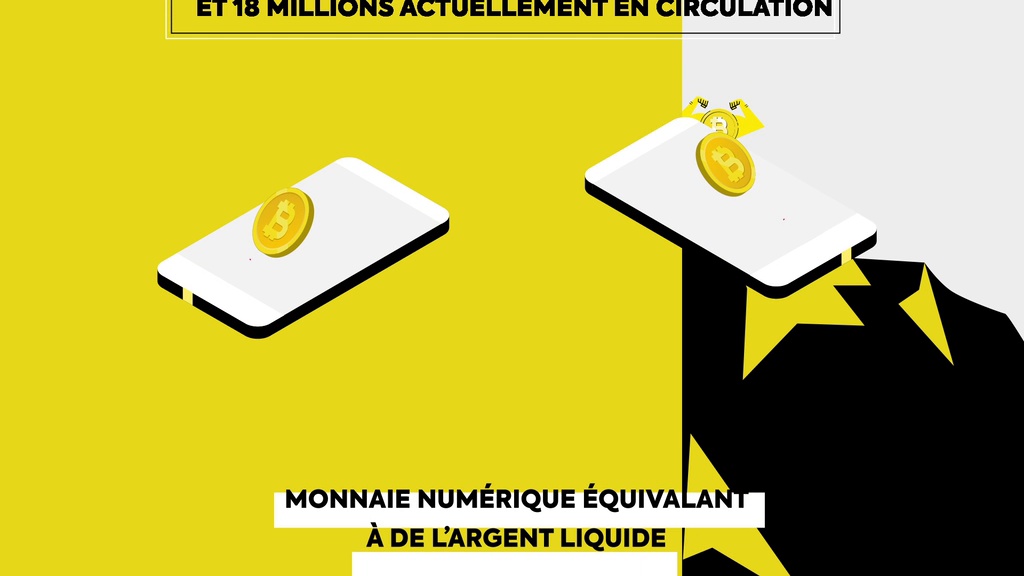 ET 18 MILLIONS ACTUELLEMENT EN CIRCULATION
MONNAIE NUMÉRIQUE ÉQUIVALANT
À DE L’ARGENT LIQUIDE